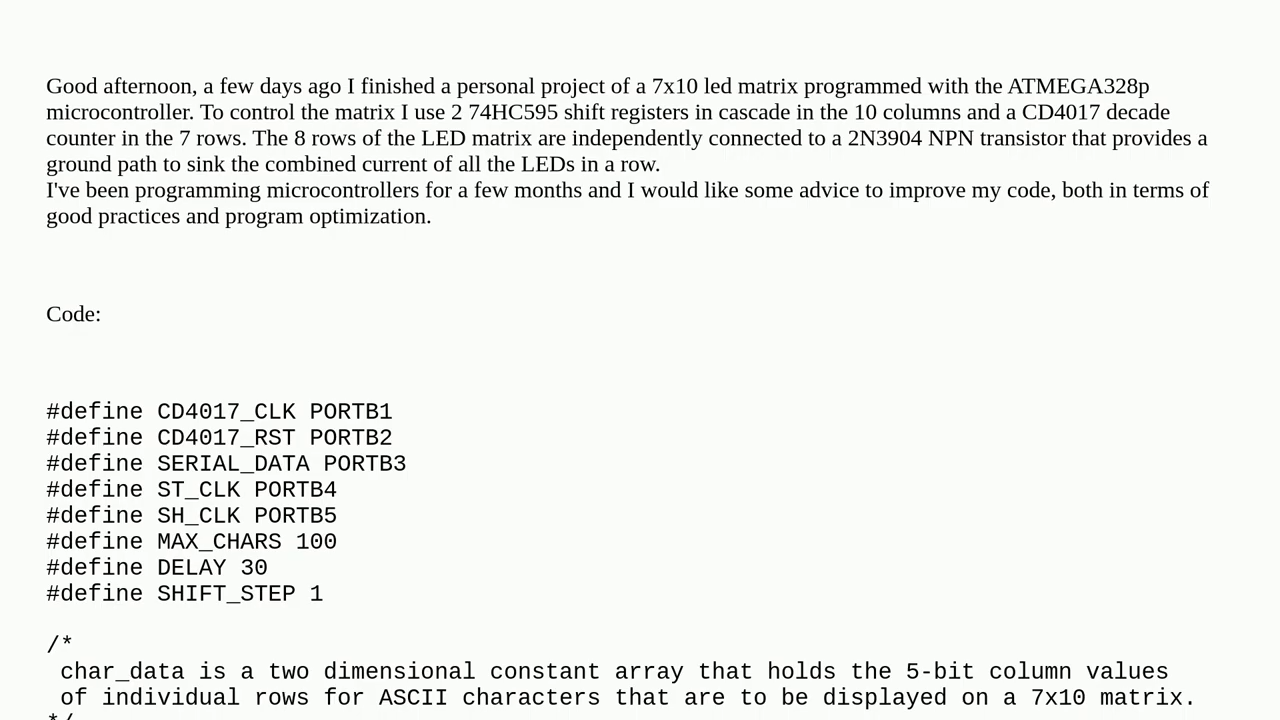 Good afternoon, a few days ago I finished a personal project of a 7x10 led matrix programmed with the ATMEGA328p
microcontroller. To control the matrix I use 2 74HC595 shift registers in cascade in the 10 columns and a CD4017 decade
counter in the 7 rows. The 8 rows of the LED matrix are independently connected to a 2N3904 NPN transistor that provides a
ground path to sink the combined current of all the LEDs in a row.
I've been programming microcontrollers for a few months and I would like some advice to improve my code, both in terms of
good practices and program optimization.
Code:
#define CD4017_CLK PORTB1
#define CD4017_RST PORTB2
#define SERIAL_DATA PORTB3
#define ST_CLK PORTB4
#define SH_CLK PORTB5
#define MAX_CHARS 100
#define DELAY 30
#define SHIFT_STEP 1
/*
char_data is a two dimensional constant array that holds the 5-bit column values
of individual rows for ASCII characters that are to be displayed on a 7x10 matrix.
*/